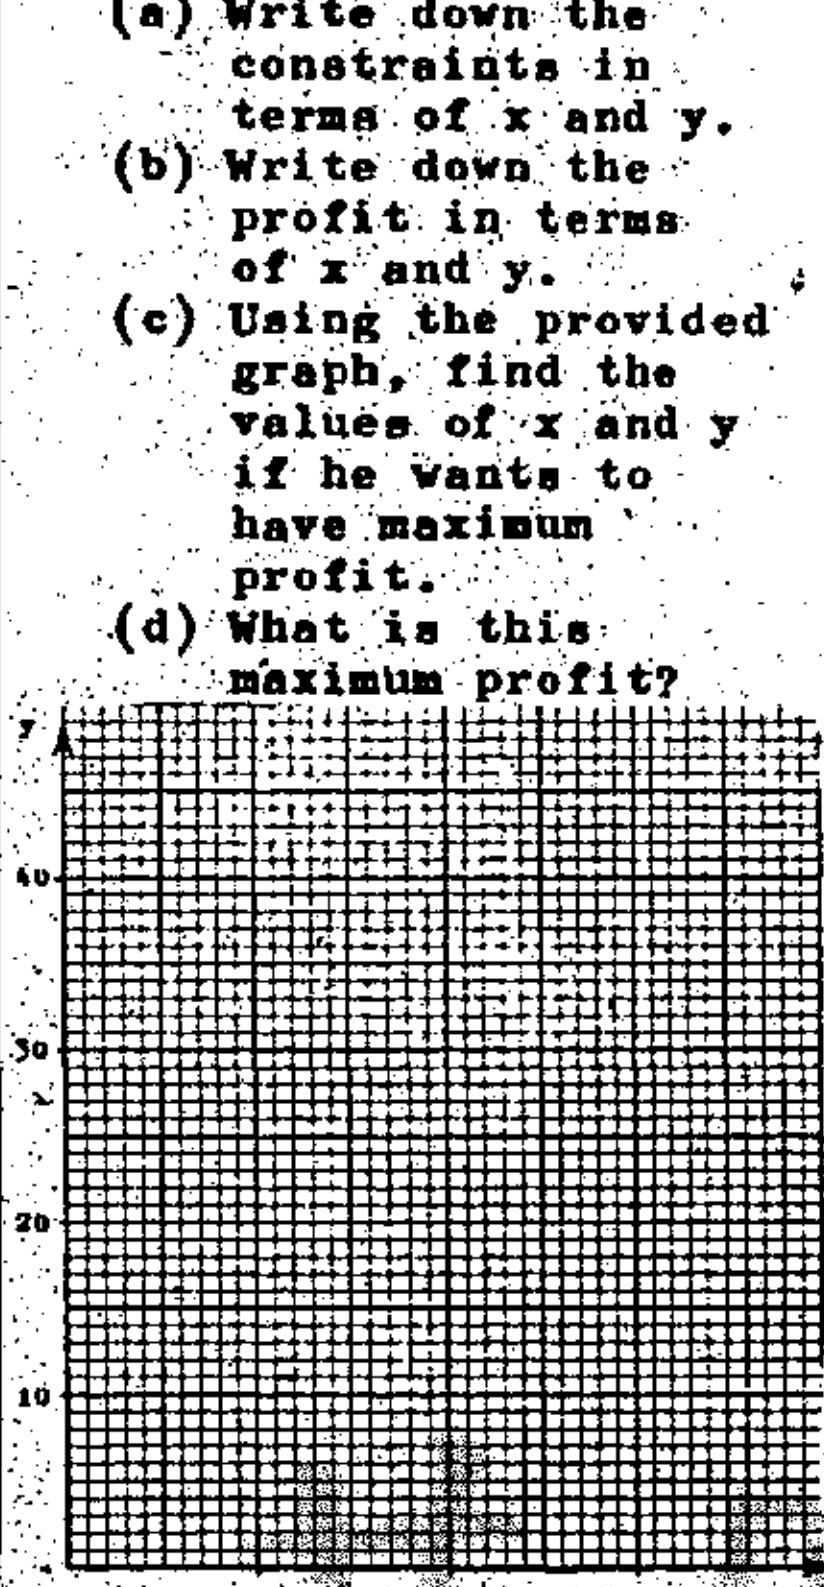 (a) Write down the
constraints in
terms of x and y.
(b) Write down the
profit in terms
of x and y.
(c) Using the provided
graph, find the
values of x and y
if he wants to
have maximum
profit.
(d) What is this
maximum profit?
y
40
30
20
10